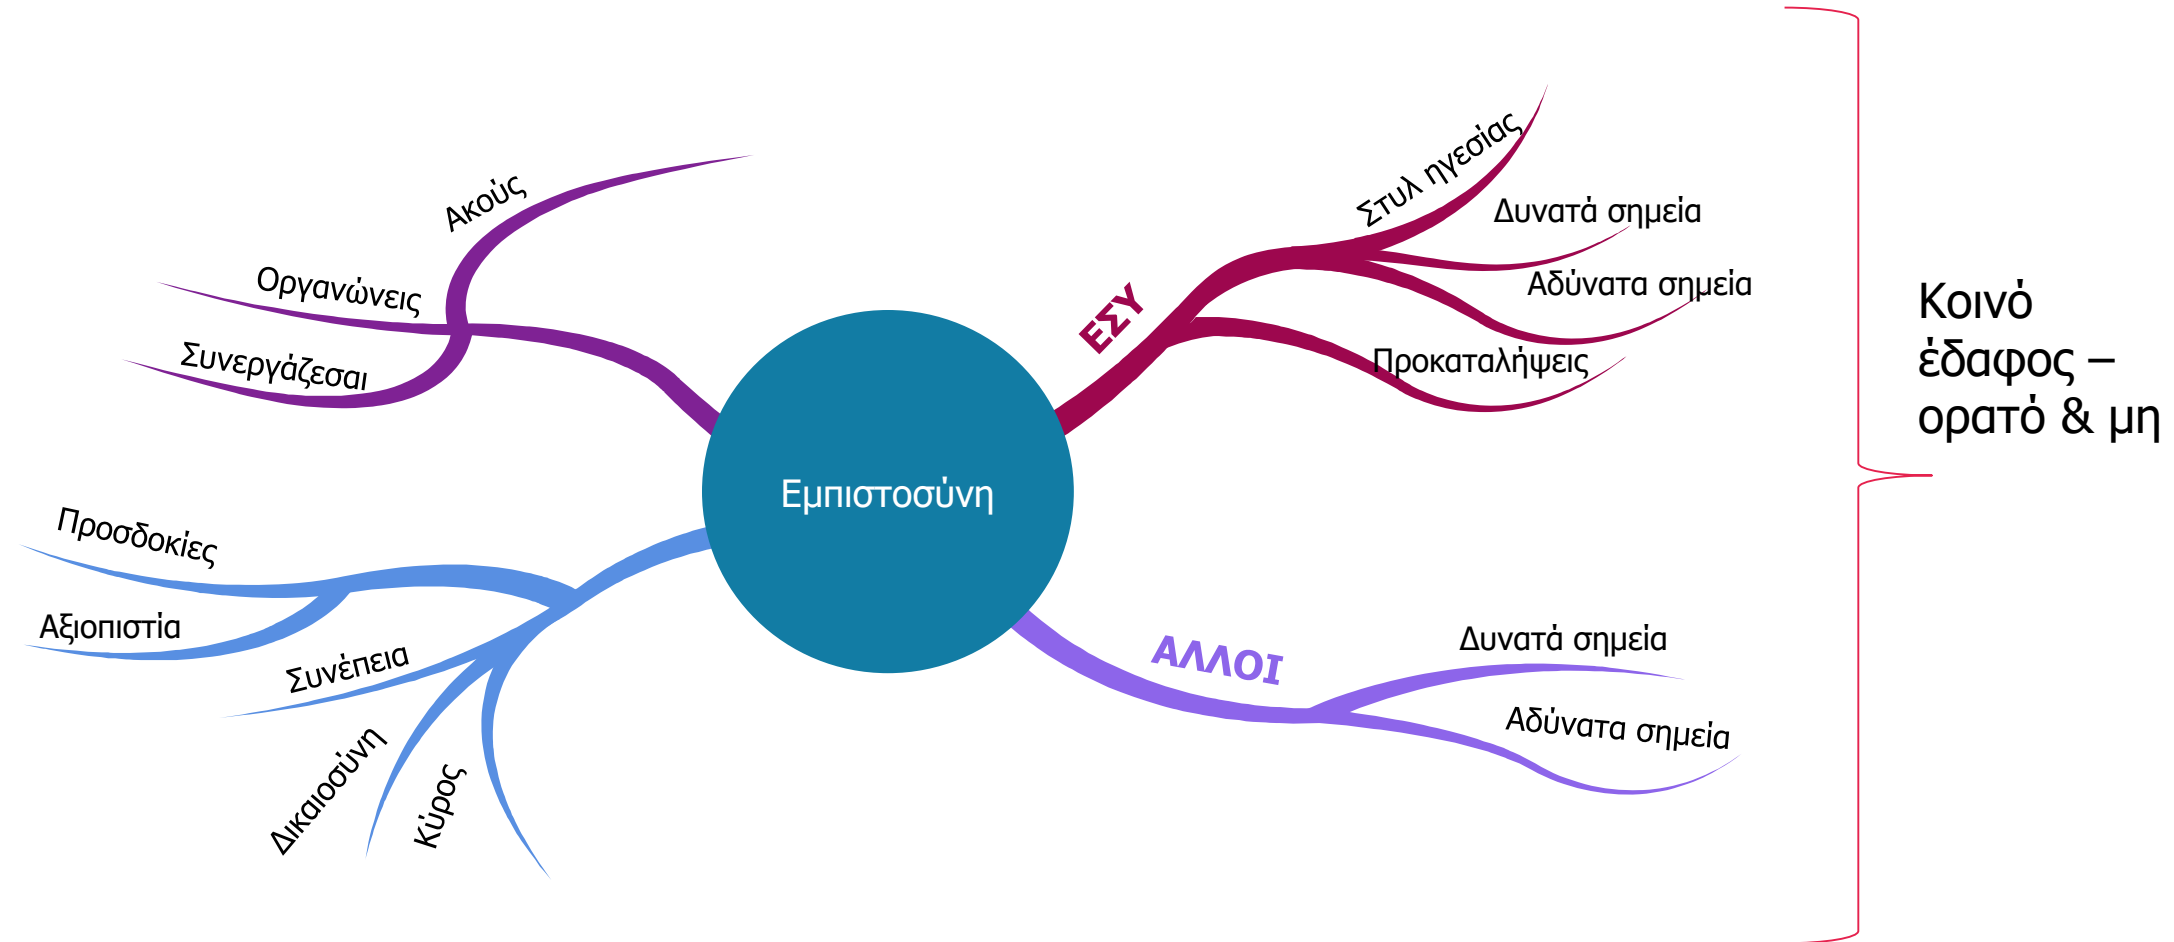 Ακούς
Οργανώνεις
Συνεργάζεσαι
Προσδοκίες
Αξιοπιστία
Συνέπεια
Δικαιοσύνη
Κύρος
Εμπιστοσύνη
ΕΣΥ
Στυλ ηγεσίας
Δυνατά σημεία
Αδύνατα σημεία
Προκαταλήψεις
ΑΛΛΟΙ
Δυνατά σημεία
Αδύνατα σημεία
Κοινό
έδαφος –
ορατό & μη